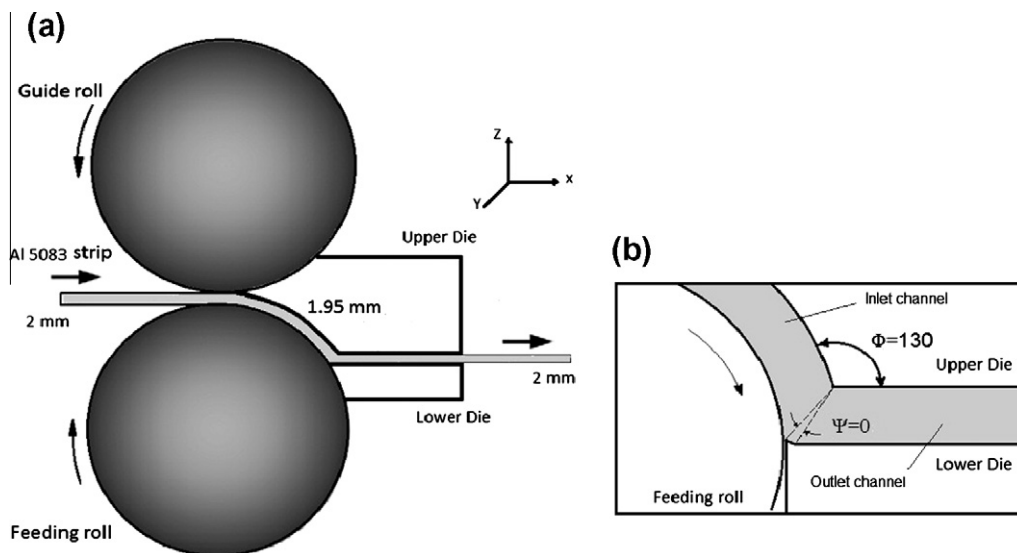 (a)
Guide roll
Z
x
Y
Al 5083 strip
Upper Die
1.95 mm
2 mm
2 mm
Lower Die
Feeding roll
(b)
Inlet channel
Φ=130
Upper Die
Ψ=0
Lower Die
Outlet channel
Feeding roll